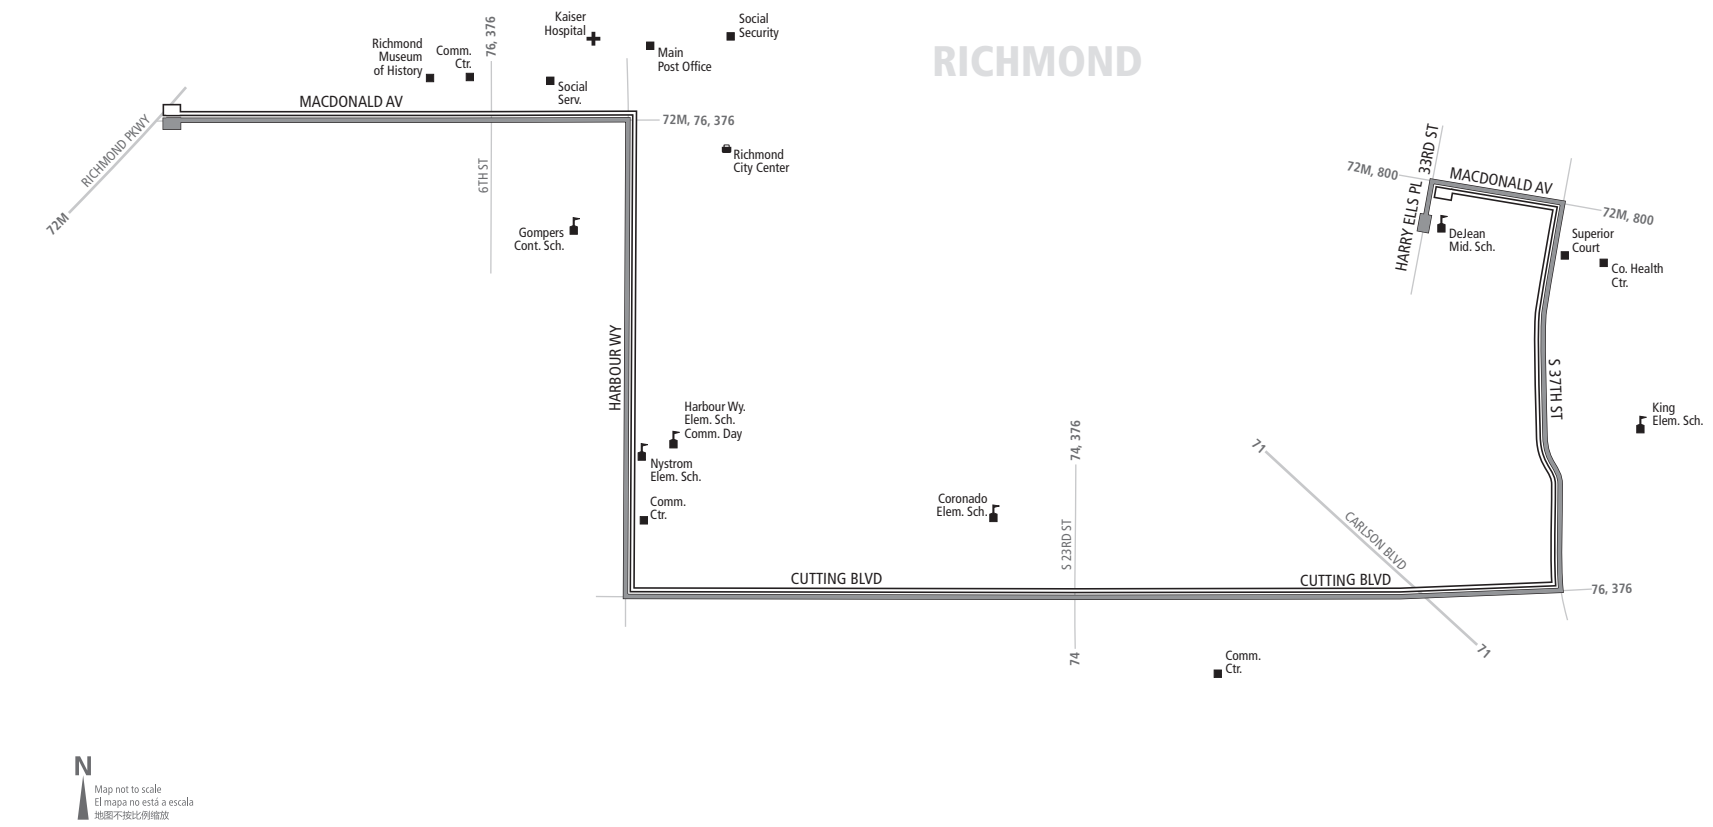 RICHMOND
Kaiser
Hospital
76, 376
Social
Security
Richmond
Museum
of History
Comm.
Ctr.
Main
Post Office
Social
Serv.
MACDONALD AV
72M, 76, 376
RICHMOND PKWY
72M
6TH ST
Richmond
City Center
Gompers
Cont. Sch.
HARBOUR WY
Harbour Wy.
Elem. Sch.
Comm. Day
Nystrom
Elem. Sch.
Comm.
Ctr.
CUTTING BLVD
Coronado
Elem. Sch.
74, 376
S 23RD ST
74
71
CARLSON BLVD
71
CUTTING BLVD
76, 376
Comm.
Ctr.
33RD ST
72M, 800
HARRY ELLS PL
MACDONALD AV
72M, 800
DeJean
Mid. Sch.
Superior
Court
Co. Health
Ctr.
S 37TH ST
King
Elem. Sch.
N
Map not to scale
El mapa no está a escala
地图不按比例缩放